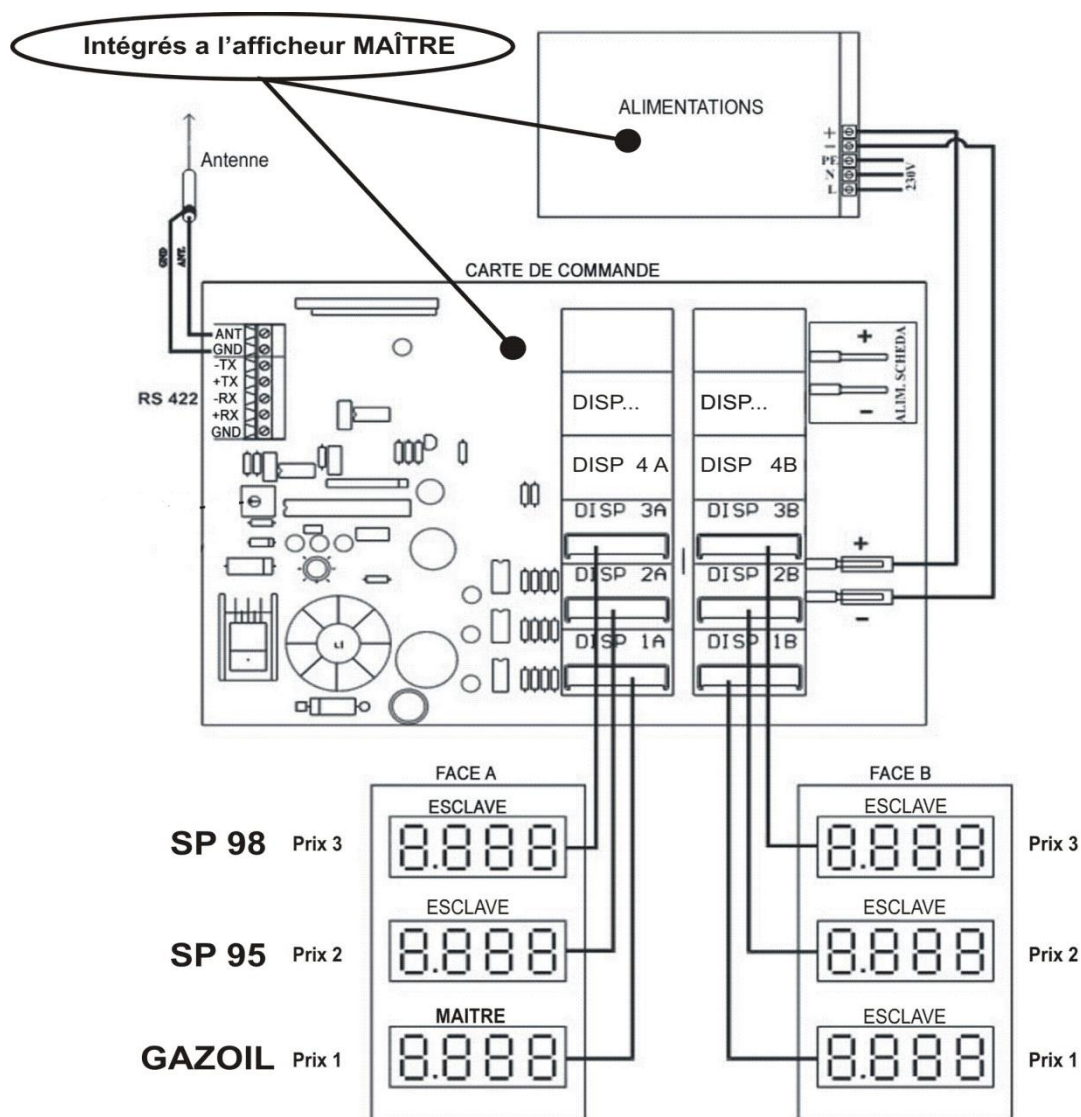 Intégrés a l'afficheur MAÎTRE
ALIMENTATIONS
+
−
PE
N
L
230V
Antenne
GND
ANT.
CARTE DE COMMANDE
ANT
GND
-TX
+TX
RS 422
-RX
+RX
GND
DISP... DISP...
+
−
ALIM. SCHEDA
DISP 4 A DISP 4B
DISP 3A DISP 3B
+
DISP 2A DISP 2B
−
DISP 1A DISP 1B
L1
FACE A FACE B
ESCLAVE ESCLAVE
SP 98 Prix 3 8.888 8.888 Prix 3
ESCLAVE ESCLAVE
SP 95 Prix 2 8.888 8.888 Prix 2
MAITRE ESCLAVE
GAZOIL Prix 1 8.888 8.888 Prix 1